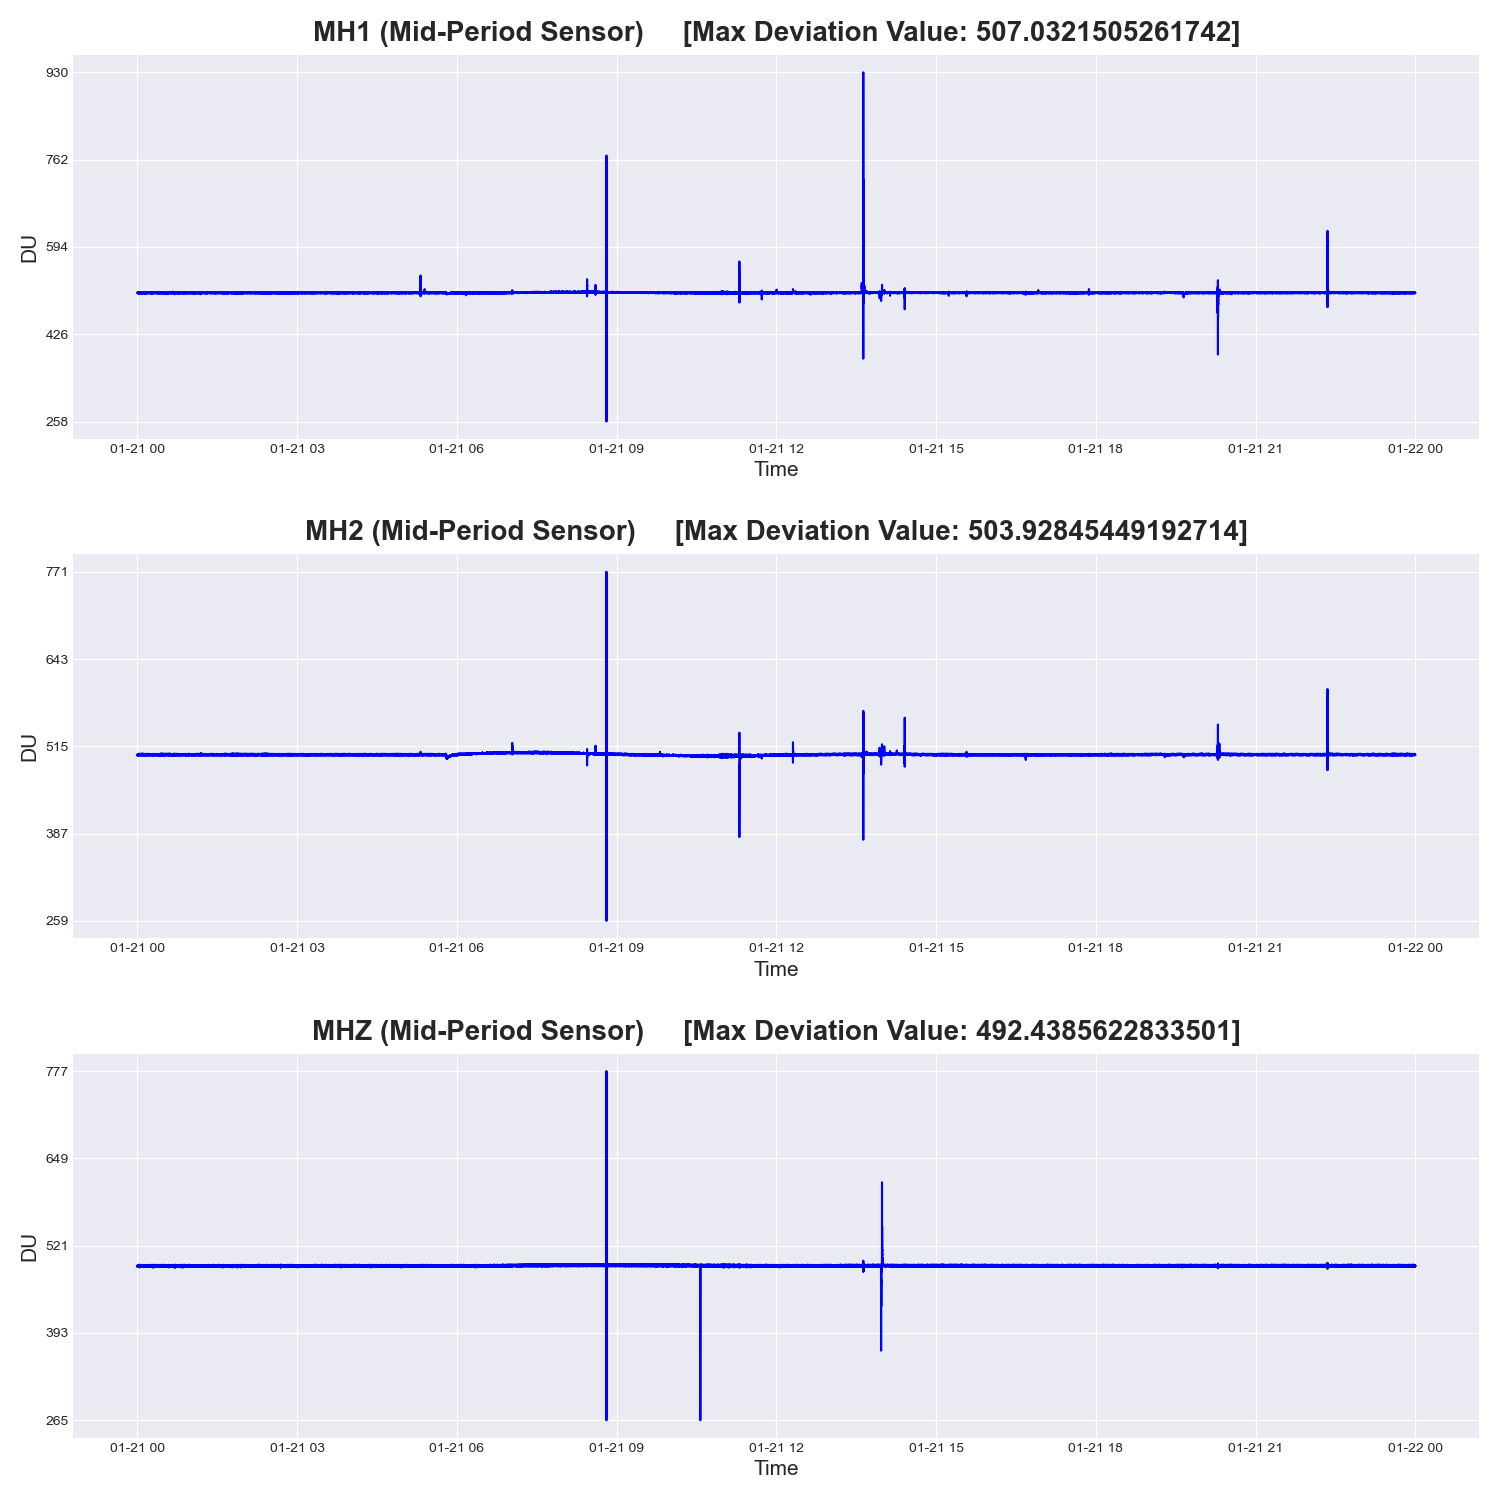 MH1 (Mid-Period Sensor) [Max Deviation Value: 507.0321505261742]
930
762
594
426
258
DU
01-21 00 01-21 03 01-21 06 01-21 09 01-21 12 01-21 15 01-21 18 01-21 21 01-22 00
Time
MH2 (Mid-Period Sensor) [Max Deviation Value: 503.92845449192714]
771
643
515
387
259
DU
01-21 00 01-21 03 01-21 06 01-21 09 01-21 12 01-21 15 01-21 18 01-21 21 01-22 00
Time
MHZ (Mid-Period Sensor) [Max Deviation Value: 492.4385622833501]
777
649
521
393
265
DU
01-21 00 01-21 03 01-21 06 01-21 09 01-21 12 01-21 15 01-21 18 01-21 21 01-22 00
Time